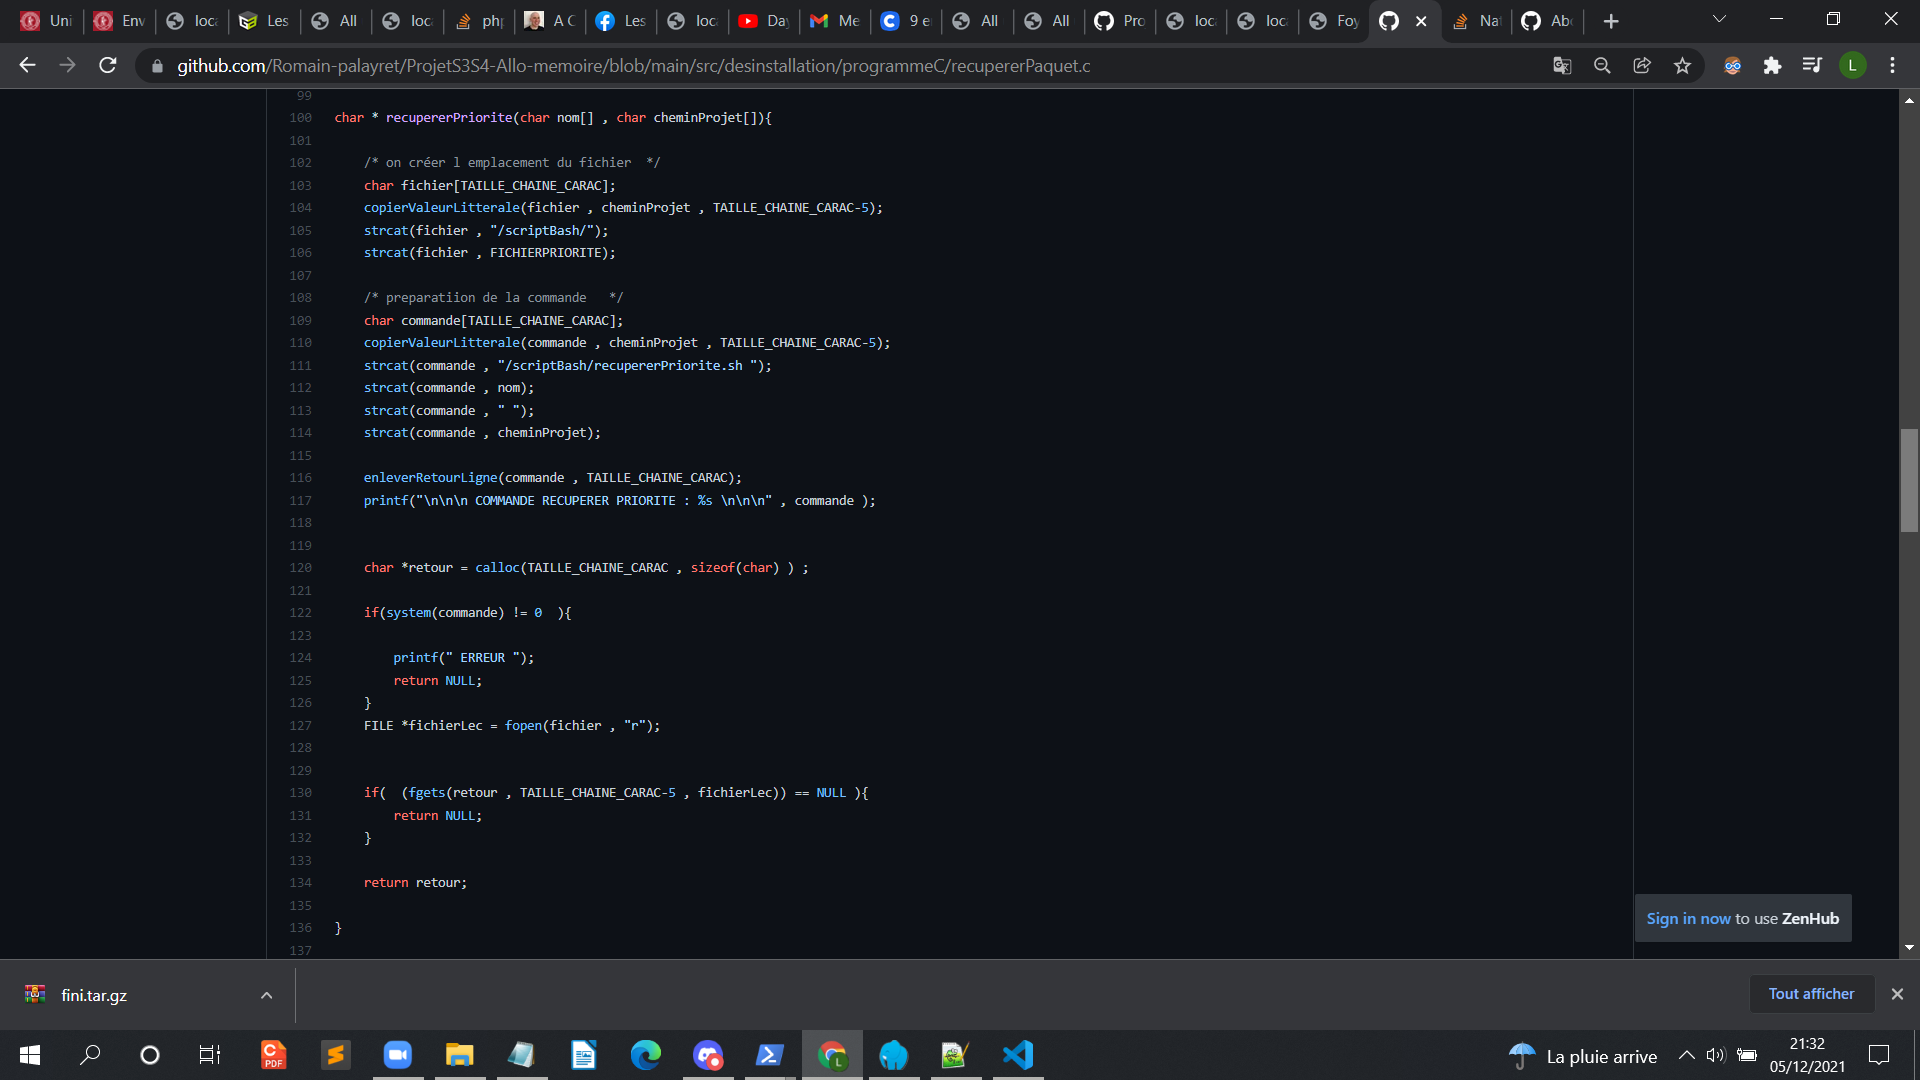 Uni
Env
loca
Les
All
loc
php
A C
Les
loc
Da
Me
9 e
All
All
Pro
loc
loc
Foy
Nat
Abo
github.com/Romain-palayret/ProjetS3S4-Allo-memoire/blob/main/src/desinstallation/programmeC/recupererPaquet.c
L
99
100 char * recupererPriorite(char nom[] , char cheminProjet[]){
101
102 /* on créer l emplacement du fichier  */
103 char fichier[TAILLE_CHAINE_CARAC];
104 copierValeurLitterale(fichier , cheminProjet , TAILLE_CHAINE_CARAC-5);
105 strcat(fichier , "/scriptBash/");
106 strcat(fichier , FICHIERPRIORITE);
107
108 /* preparatiion de la commande   */
109 char commande[TAILLE_CHAINE_CARAC];
110 copierValeurLitterale(commande , cheminProjet , TAILLE_CHAINE_CARAC-5);
111 strcat(commande , "/scriptBash/recupererPriorite.sh ");
112 strcat(commande , nom);
113 strcat(commande , " ");
114 strcat(commande , cheminProjet);
115
116 enleverRetourLigne(commande , TAILLE_CHAINE_CARAC);
117 printf("\n\n\n COMMANDE RECUPERER PRIORITE : %s \n\n\n" , commande );
118
119
120 char *retour = calloc(TAILLE_CHAINE_CARAC , sizeof(char) ) ;
121
122 if(system(commande) != 0  ){
123
124 printf(" ERREUR ");
125 return NULL;
126 }
127 FILE *fichierLec = fopen(fichier , "r");
128
129
130 if(  (fgets(retour , TAILLE_CHAINE_CARAC-5 , fichierLec)) == NULL ){
131 return NULL;
132 }
133
134 return retour;
135
136 }
137
Sign in now to use ZenHub
fini.tar.gz
Tout afficher
C
PDF
L
La pluie arrive
21:32
05/12/2021